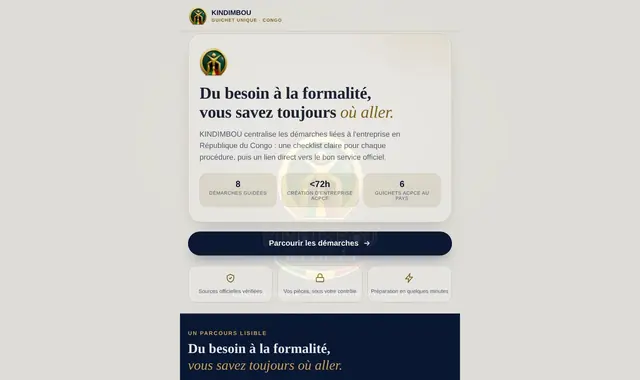 KINDIMBOU
GUICHET UNIQUE · CONGO
Du besoin à la formalité,
vous savez toujours où aller.
KINDIMBOU centralise les démarches liées à l'entreprise en
République du Congo : une checklist claire pour chaque
procédure, puis un lien direct vers le bon service officiel.
8
DÉMARCHES GUIDÉES
<72h
CRÉATION D'ENTREPRISE
ACPCE
6
GUICHETS ACPCE AU
PAYS
Parcourir les démarches →
Sources officielles vérifiées
Vos pièces, sous votre contrôle
Préparation en quelques minutes
UN PARCOURS LISIBLE
Du besoin à la formalité,
vous savez toujours où aller.